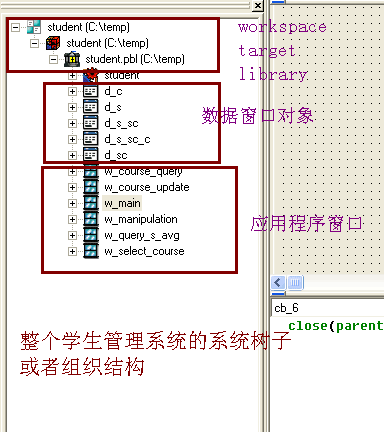 student (C:\temp)
workspace
student (C:\temp)
target
student.pbl (C:\temp)
library
student
d_c
d_s
数据窗口对象
d_s_sc
d_s_sc_c
d_sc
w_course_query
w_course_update
w_main
w_manipulation
应用程序窗口
w_query_s_avg
w_select_course
cb_6
close(parent
整个学生管理系统的系统树子
或者组织结构